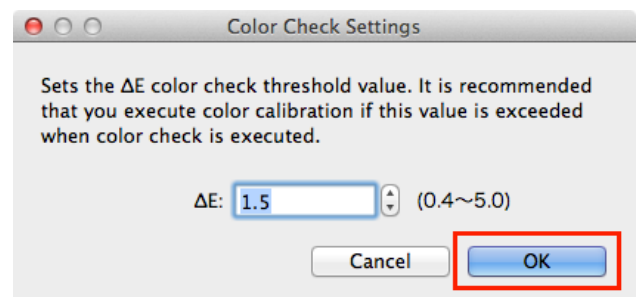 Color Check Settings
Sets the ΔE color check threshold value. It is recommended
that you execute color calibration if this value is exceeded
when color check is executed.
ΔE: 1.5 (0.4～5.0)
Cancel OK